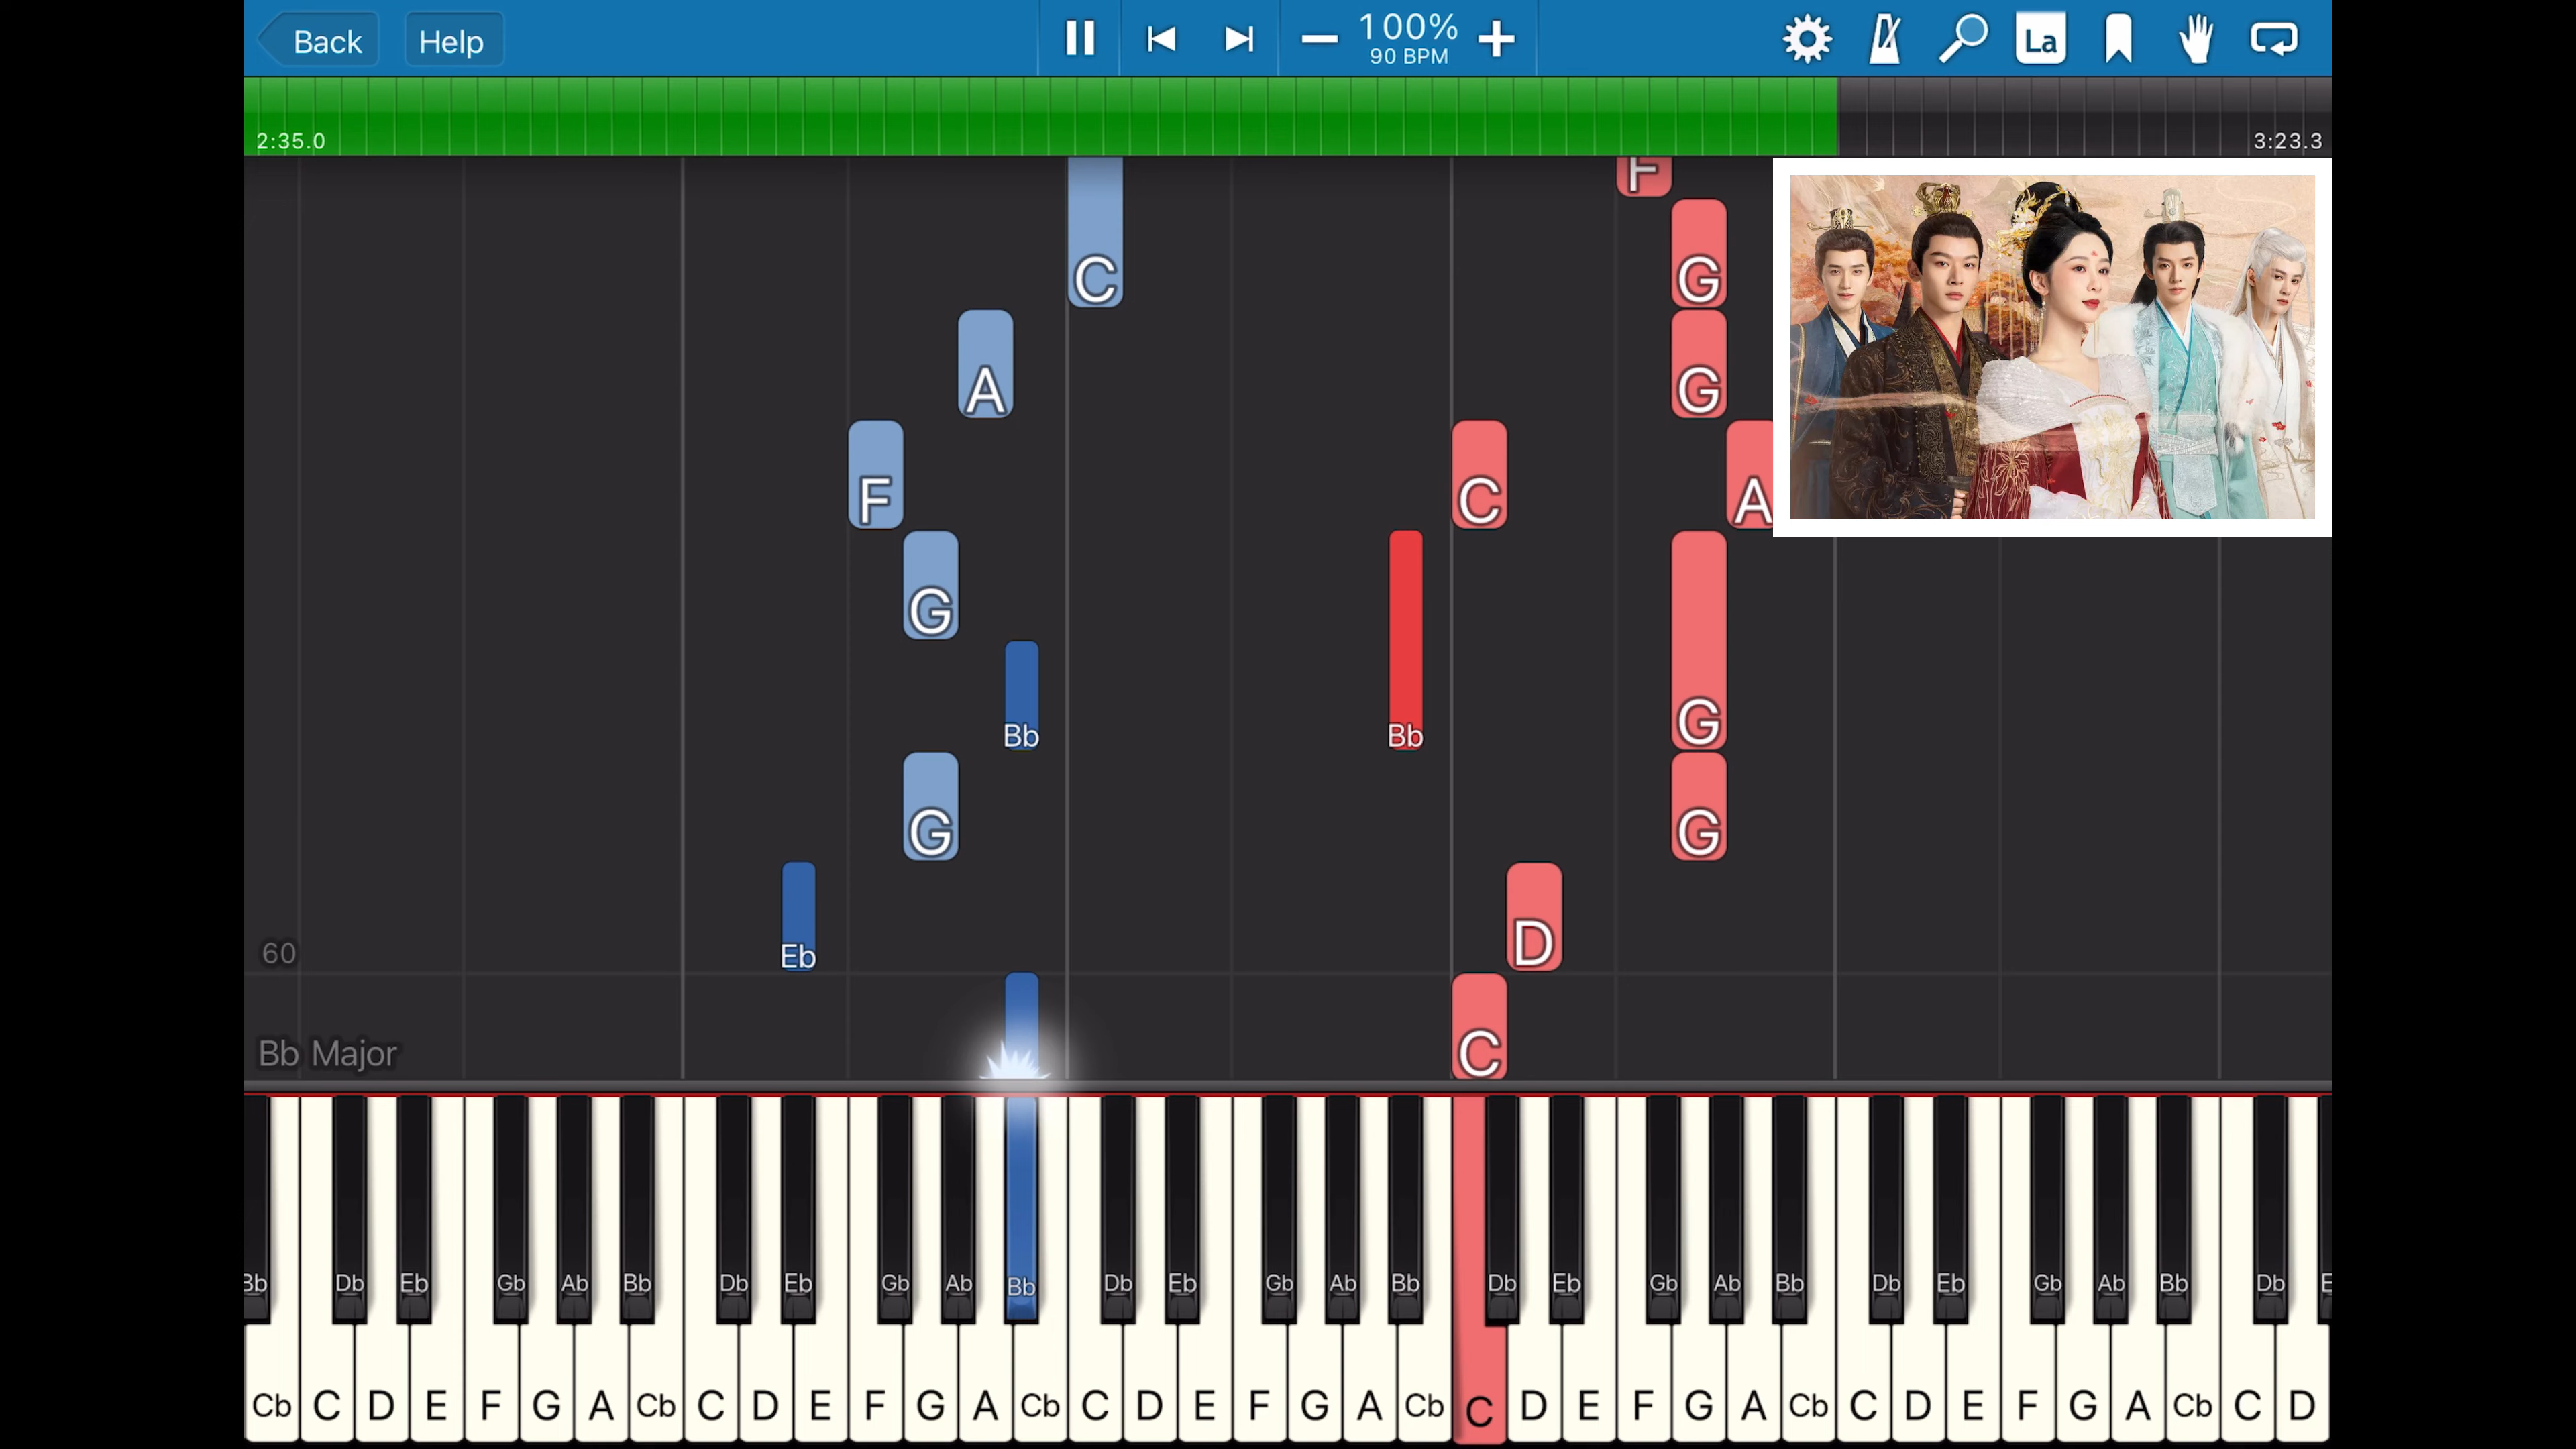 Back Help 100% La
90 BPM
2:35.0 3:23.3
F
C G
A G
F C A
G
Bb Bb G
G G
Eb D
60
C
Bb Major
Bb Db Eb Gb Ab Bb Db Eb Gb Ab Bb Db Eb Gb Ab Bb Db Eb Gb Ab Bb Db Eb Gb Ab Bb Db E
Cb C D E F G A Cb C D E F G A Cb C D E F G A Cb C D E F G A Cb C D E F G A Cb C D